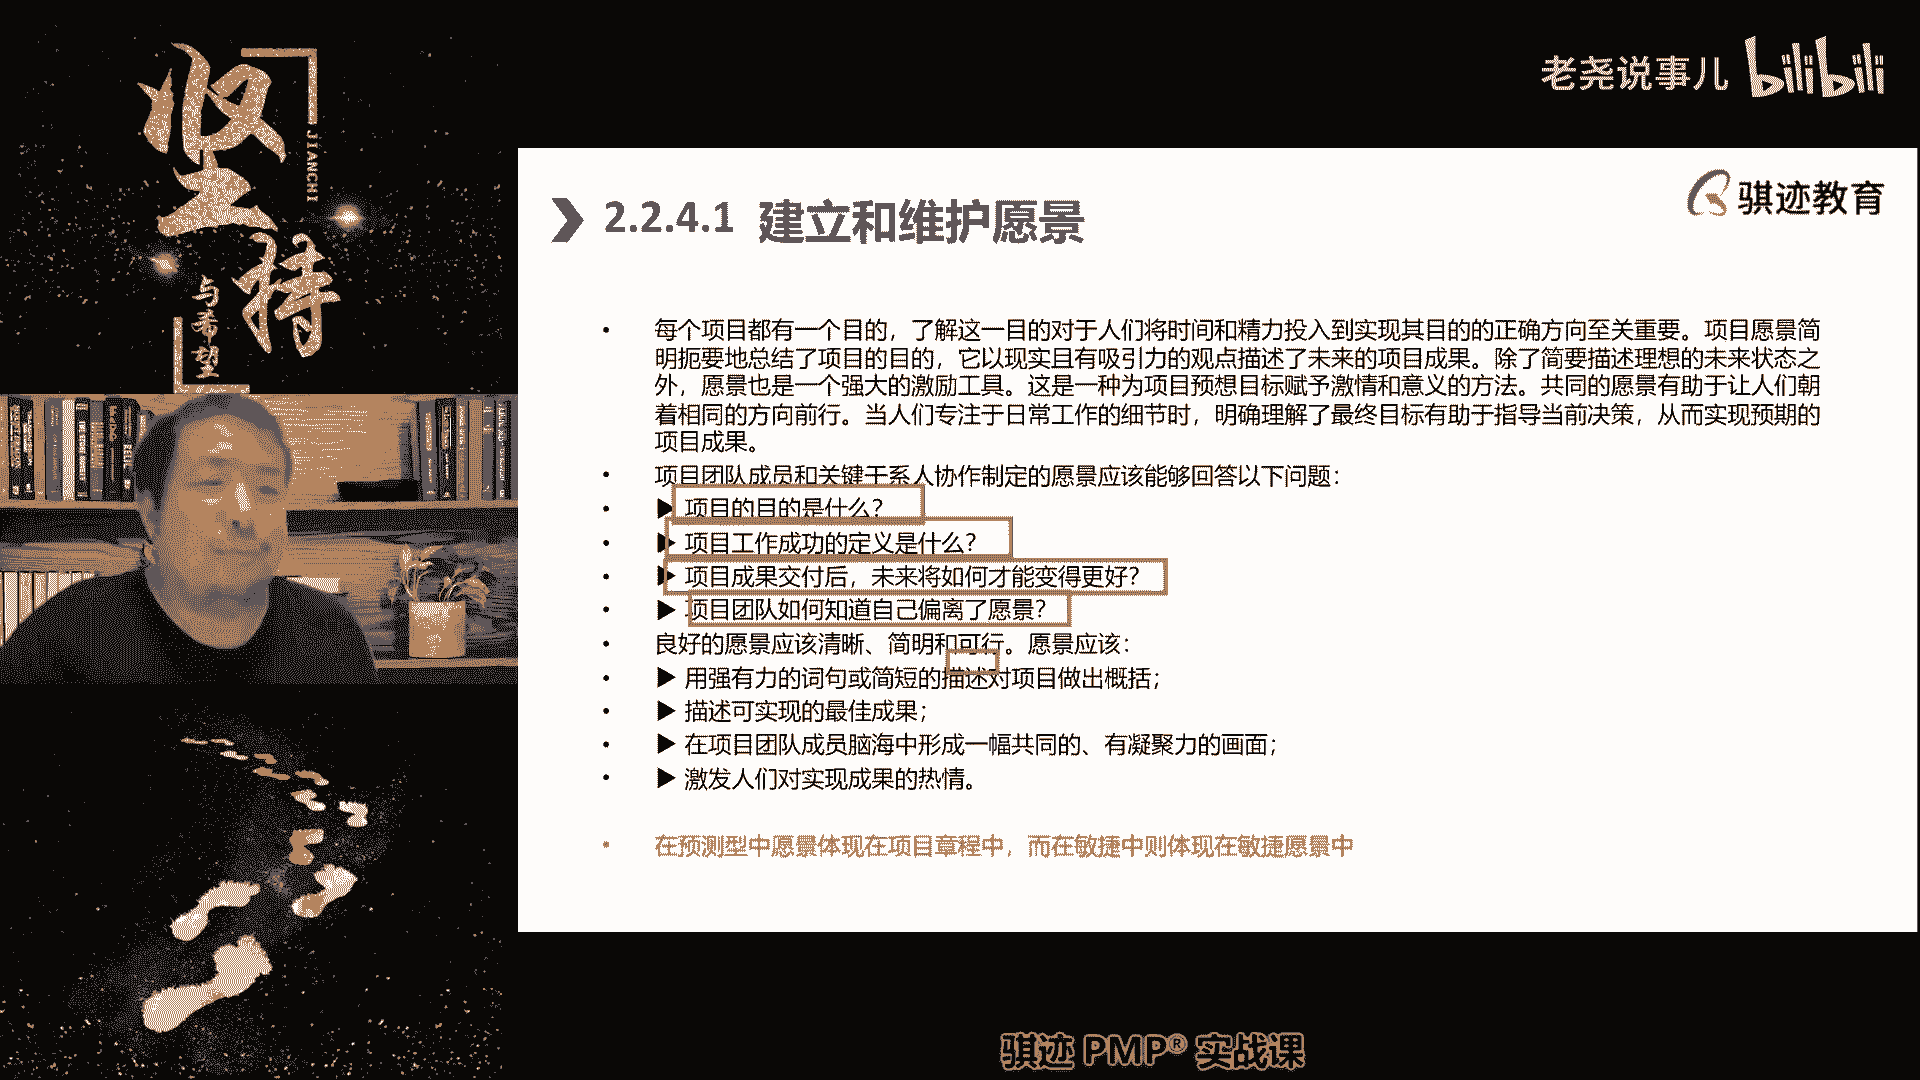 坚持
JIANCHI
与希望
老尧说事儿 bilibili
骐迹教育
2.2.4.1 建立和维护愿景
• 每个项目都有一个目的，了解这一目的对于人们将时间和精力投入到实现其目的的正确方向至关重要。项目愿景简
明扼要地总结了项目的目的，它以现实且有吸引力的观点描述了未来的项目成果。除了简要描述理想的未来状态之
外，愿景也是一个强大的激励工具。这是一种为项目预想目标赋予激情和意义的方法。共同的愿景有助于让人们朝
着相同的方向前行。当人们专注于日常工作的细节时，明确理解了最终目标有助于指导当前决策，从而实现预期的
项目成果。
• 项目团队成员和关键干系人协作制定的愿景应该能够回答以下问题：
• ▶ 项目的目的是什么？
• ▶ 项目工作成功的定义是什么？
• ▶ 项目成果交付后，未来将如何才能变得更好？
• ▶ 项目团队如何知道自己偏离了愿景？
• 良好的愿景应该清晰、简明和可行。愿景应该：
• ▶ 用强有力的词句或简短的描述对项目做出概括；
• ▶ 描述可实现的最佳成果；
• ▶ 在项目团队成员脑海中形成一幅共同的、有凝聚力的画面；
• ▶ 激发人们对实现成果的热情。
• 在预测型中愿景体现在项目章程中，而在敏捷中则体现在敏捷愿景中
骐迹 PMP® 实战课